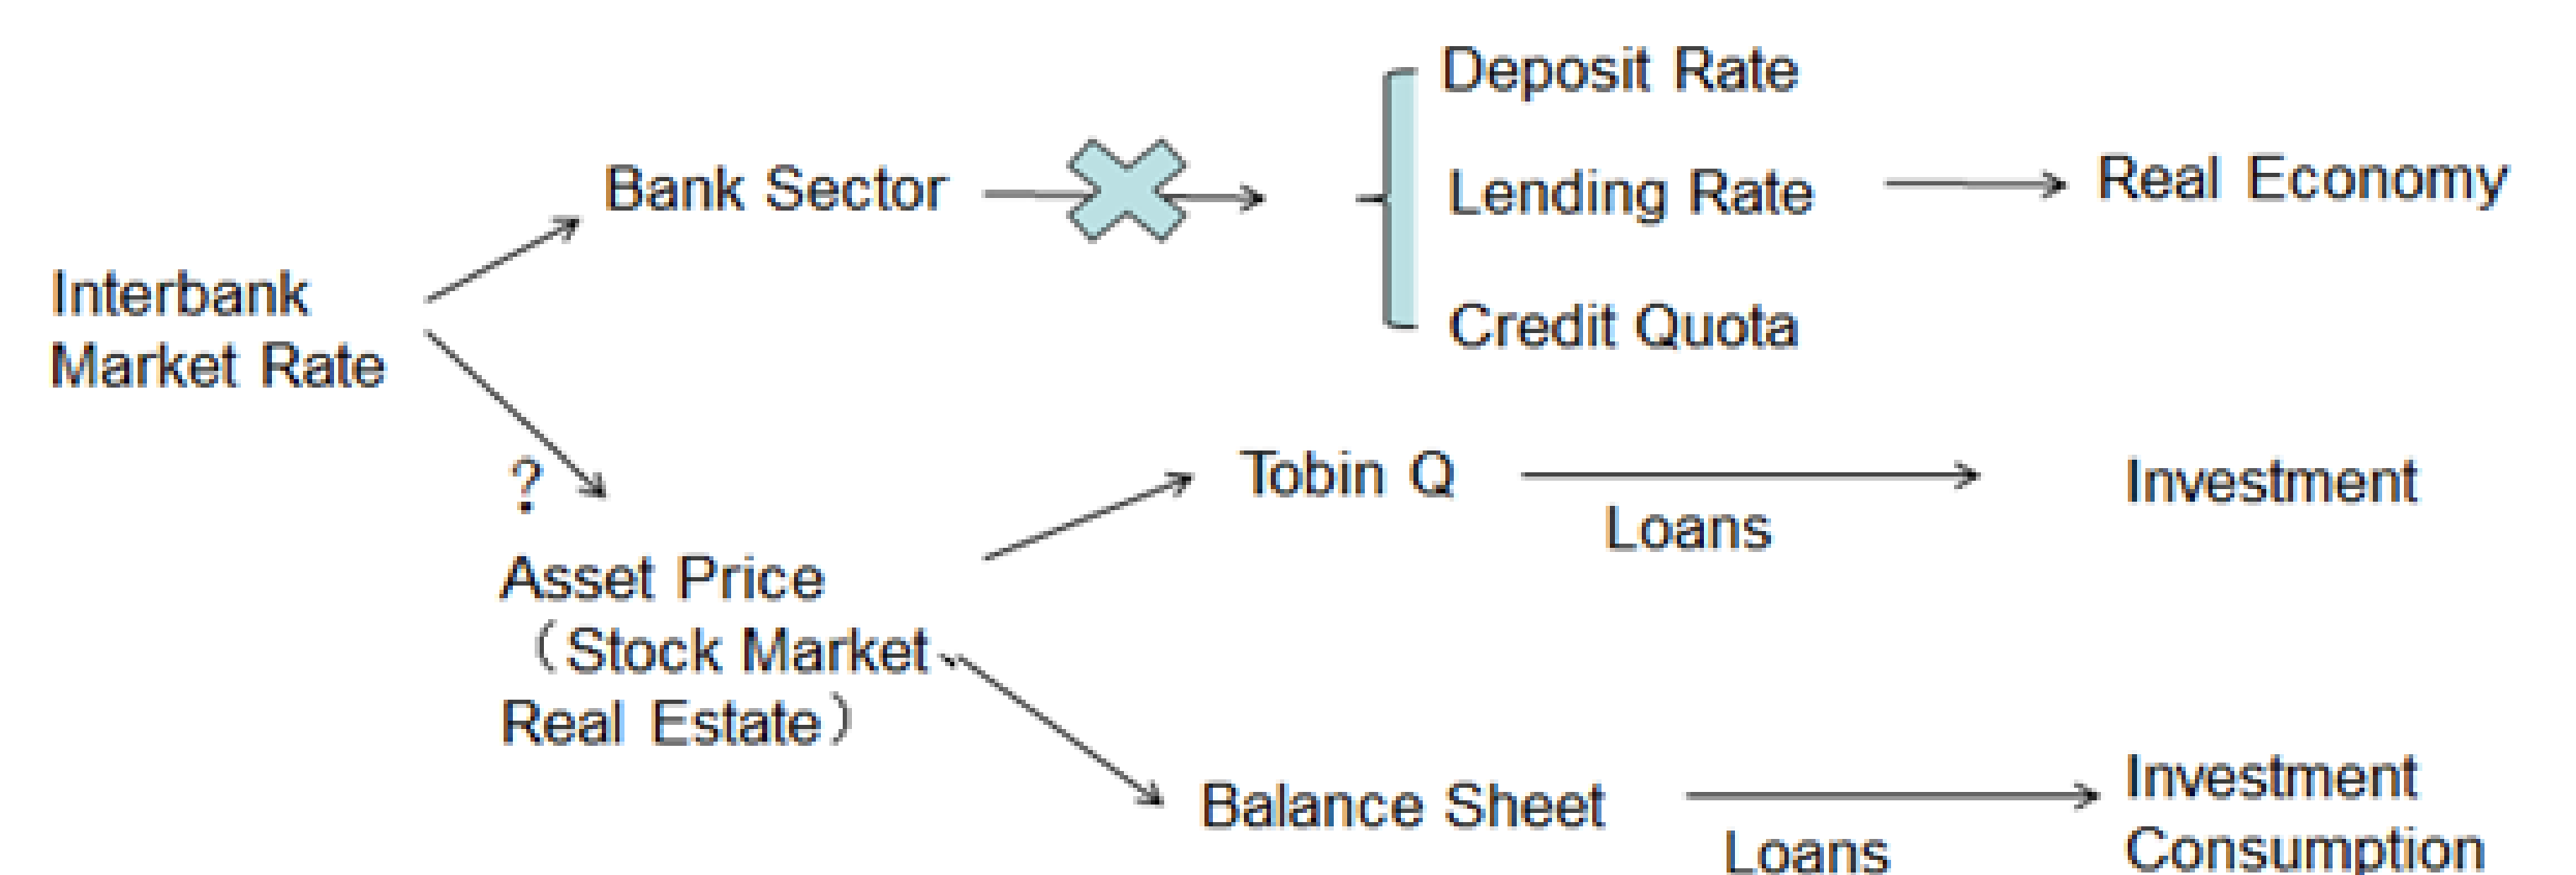 Deposit Rate
Bank Sector
Lending Rate
Real Economy
Credit Quota
Interbank
Market Rate
?
Asset Price
（Stock Market、
Real Estate）
Tobin Q
Loans
Investment
Balance Sheet
Loans
Investment
Consumption